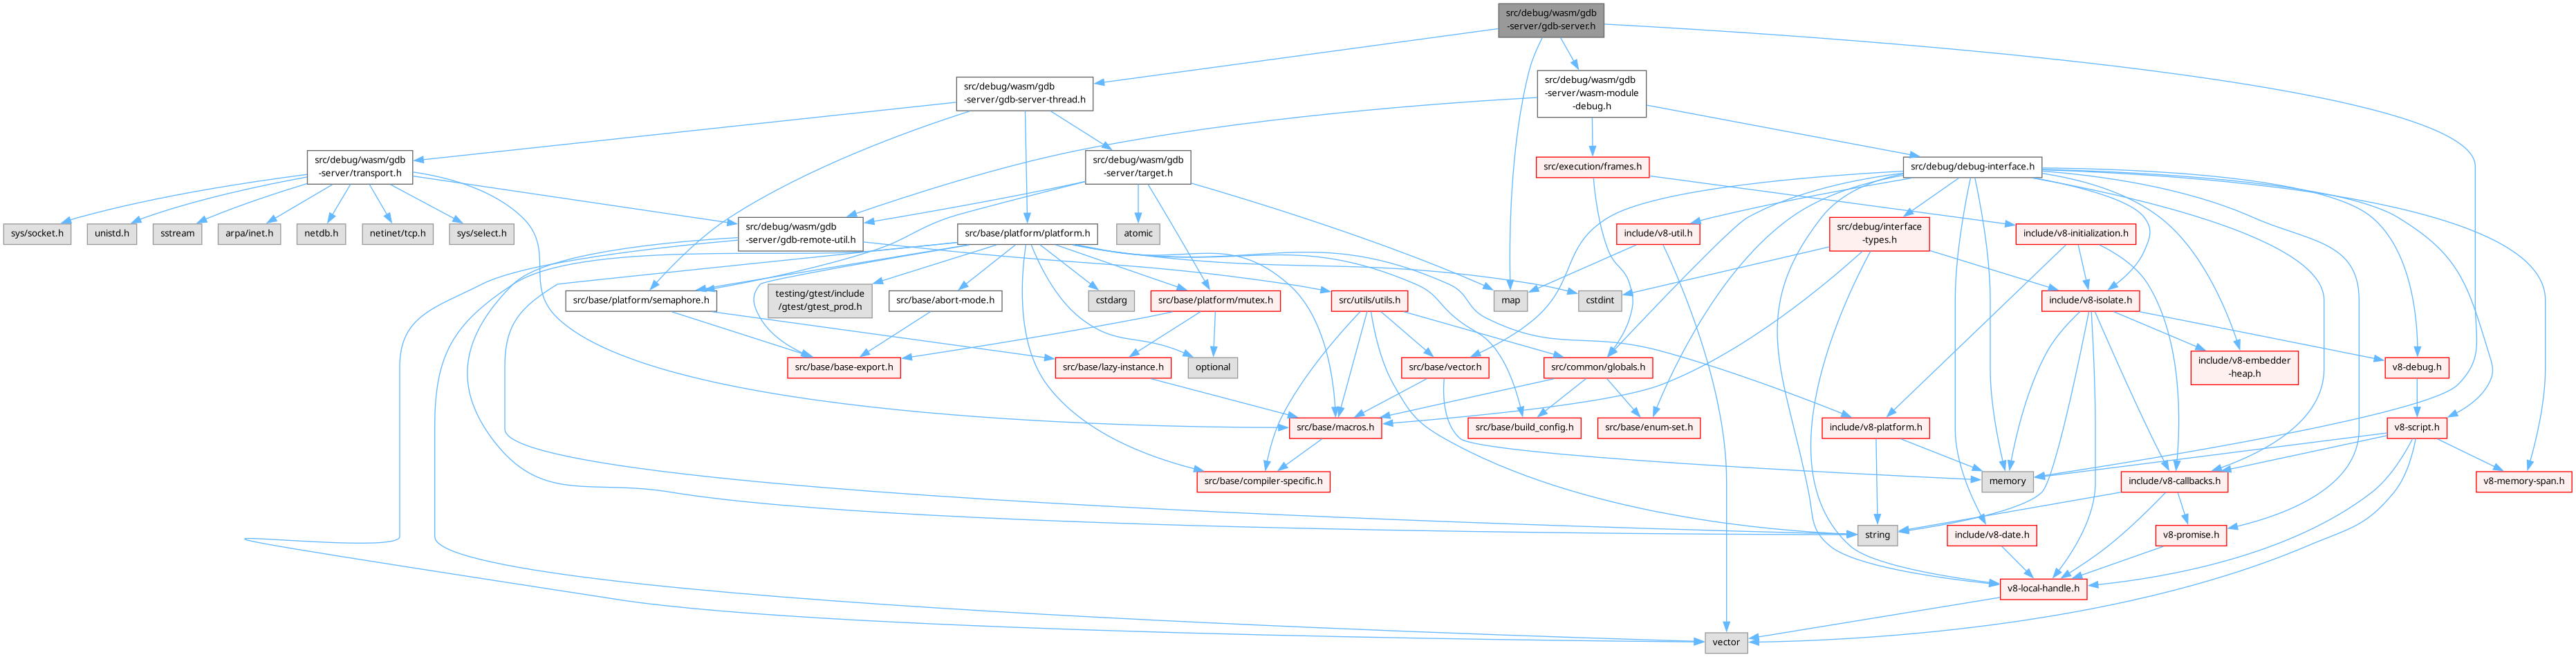 src/debug/wasm/gdb
-server/gdb-server.h
src/debug/wasm/gdb
-server/gdb-server-thread.h
src/debug/wasm/gdb
-server/wasm-module
-debug.h
src/debug/wasm/gdb
-server/transport.h
src/debug/wasm/gdb
-server/target.h
src/execution/frames.h
src/debug/debug-interface.h
sys/socket.h
unistd.h
sstream
arpa/inet.h
netdb.h
netinet/tcp.h
sys/select.h
src/debug/wasm/gdb
-server/gdb-remote-util.h
src/base/platform/platform.h
atomic
include/v8-util.h
src/debug/interface
-types.h
include/v8-initialization.h
src/base/platform/semaphore.h
testing/gtest/include
/gtest/gtest_prod.h
src/base/abort-mode.h
cstdarg
src/base/platform/mutex.h
src/utils/utils.h
map
cstdint
include/v8-isolate.h
src/base/base-export.h
src/base/lazy-instance.h
optional
src/base/vector.h
src/common/globals.h
include/v8-embedder
-heap.h
v8-debug.h
src/base/macros.h
src/base/build_config.h
src/base/enum-set.h
include/v8-platform.h
v8-script.h
src/base/compiler-specific.h
memory
include/v8-callbacks.h
v8-memory-span.h
string
include/v8-date.h
v8-promise.h
v8-local-handle.h
vector